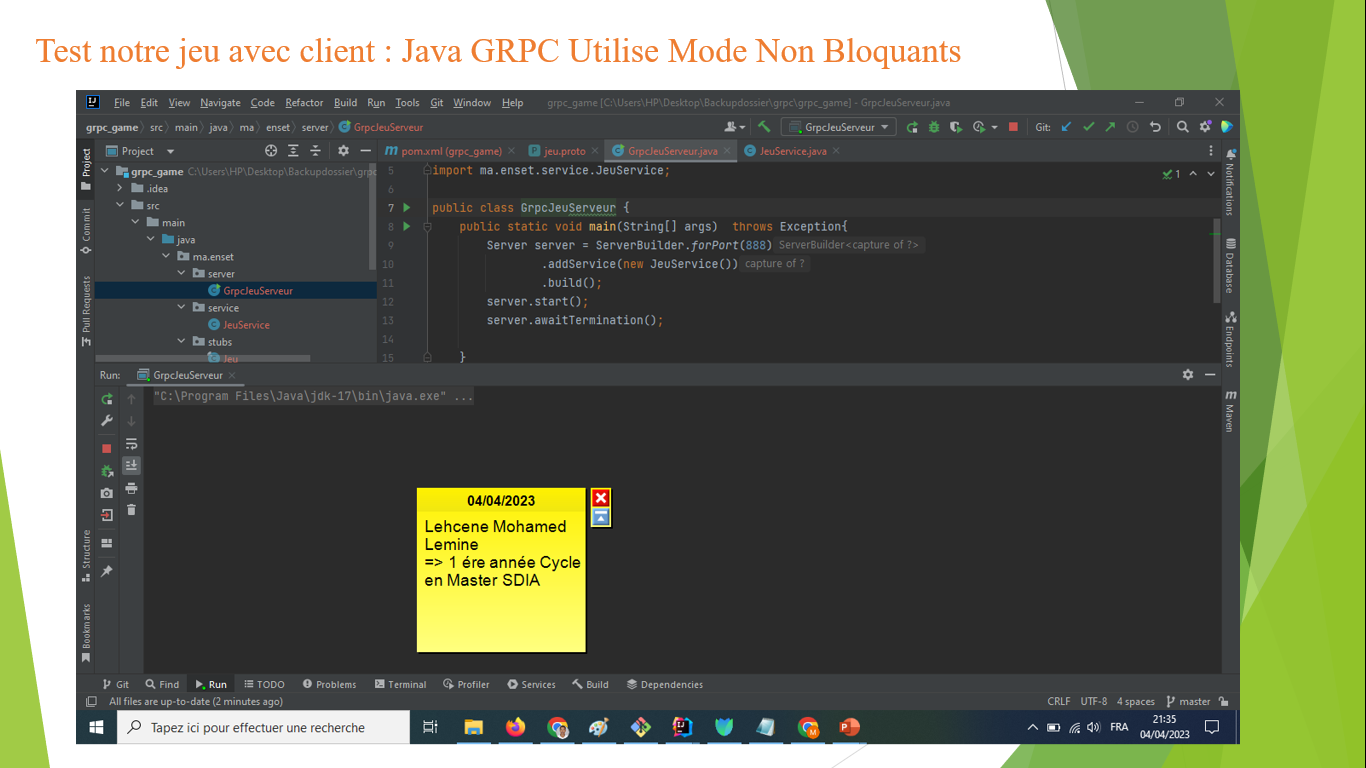 Test notre jeu avec client : Java GRPC Utilise Mode Non Bloquants
File Edit View Navigate Code Refactor Build Run Tools Git Window Help grpc_game [C:\Users\HP\Desktop\Backupdossier\grpc\grpc_game] - GrpcJeuServeur.java
grpc_game src main java ma enset server GrpcJeuServeur
GrpcJeuServeur Git:
Project
pom.xml (grpc_game) jeu.proto GrpcJeuServeur.java JeuService.java
grpc_game C:\Users\HP\Desktop\Backupdossier\grpc
.idea
src
main
java
ma.enset
server
GrpcJeuServeur
service
JeuService
stubs
Jeu
5 import ma.enset.service.JeuService;
1
6
7 public class GrpcJeuServeur {
8 public static void main(String[] args) throws Exception{
9 Server server = ServerBuilder.forPort(888) ServerBuilder<capture of ?>
10 .addService(new JeuService()) capture of ?
11 .build();
12 server.start();
13 server.awaitTermination();
14
15 }
Project
Commit
Pull Requests
Structure
Bookmarks
Notifications
Database
Endpoints
Maven
Run: GrpcJeuServeur
"C:\Program Files\Java\jdk-17\bin\java.exe" ...
04/04/2023
Lehcene Mohamed
Lemine
=> 1 ére année Cycle
en Master SDIA
Git Find Run TODO Problems Terminal Profiler Services Build Dependencies
All files are up-to-date (2 minutes ago) CRLF UTF-8 4 spaces master
Tapez ici pour effectuer une recherche
FRA
21:35
04/04/2023